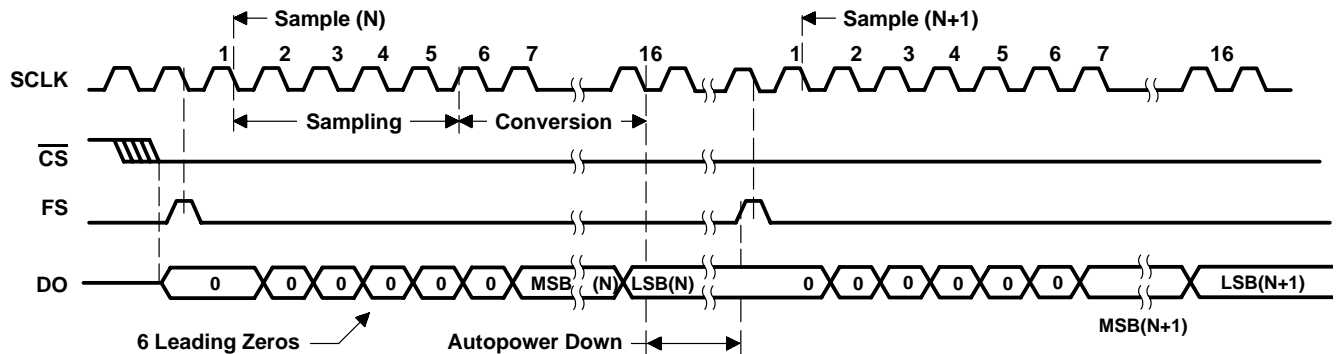 Sample (N) Sample (N+1)
1 2 3 4 5 6 7 16 1 2 3 4 5 6 7 16
SCLK
Sampling Conversion
CS
FS
DO 0 0 0 0 0 0 MSB (N) LSB(N) 0 0 0 0 0 0 LSB(N+1)
MSB(N+1)
6 Leading Zeros Autopower Down